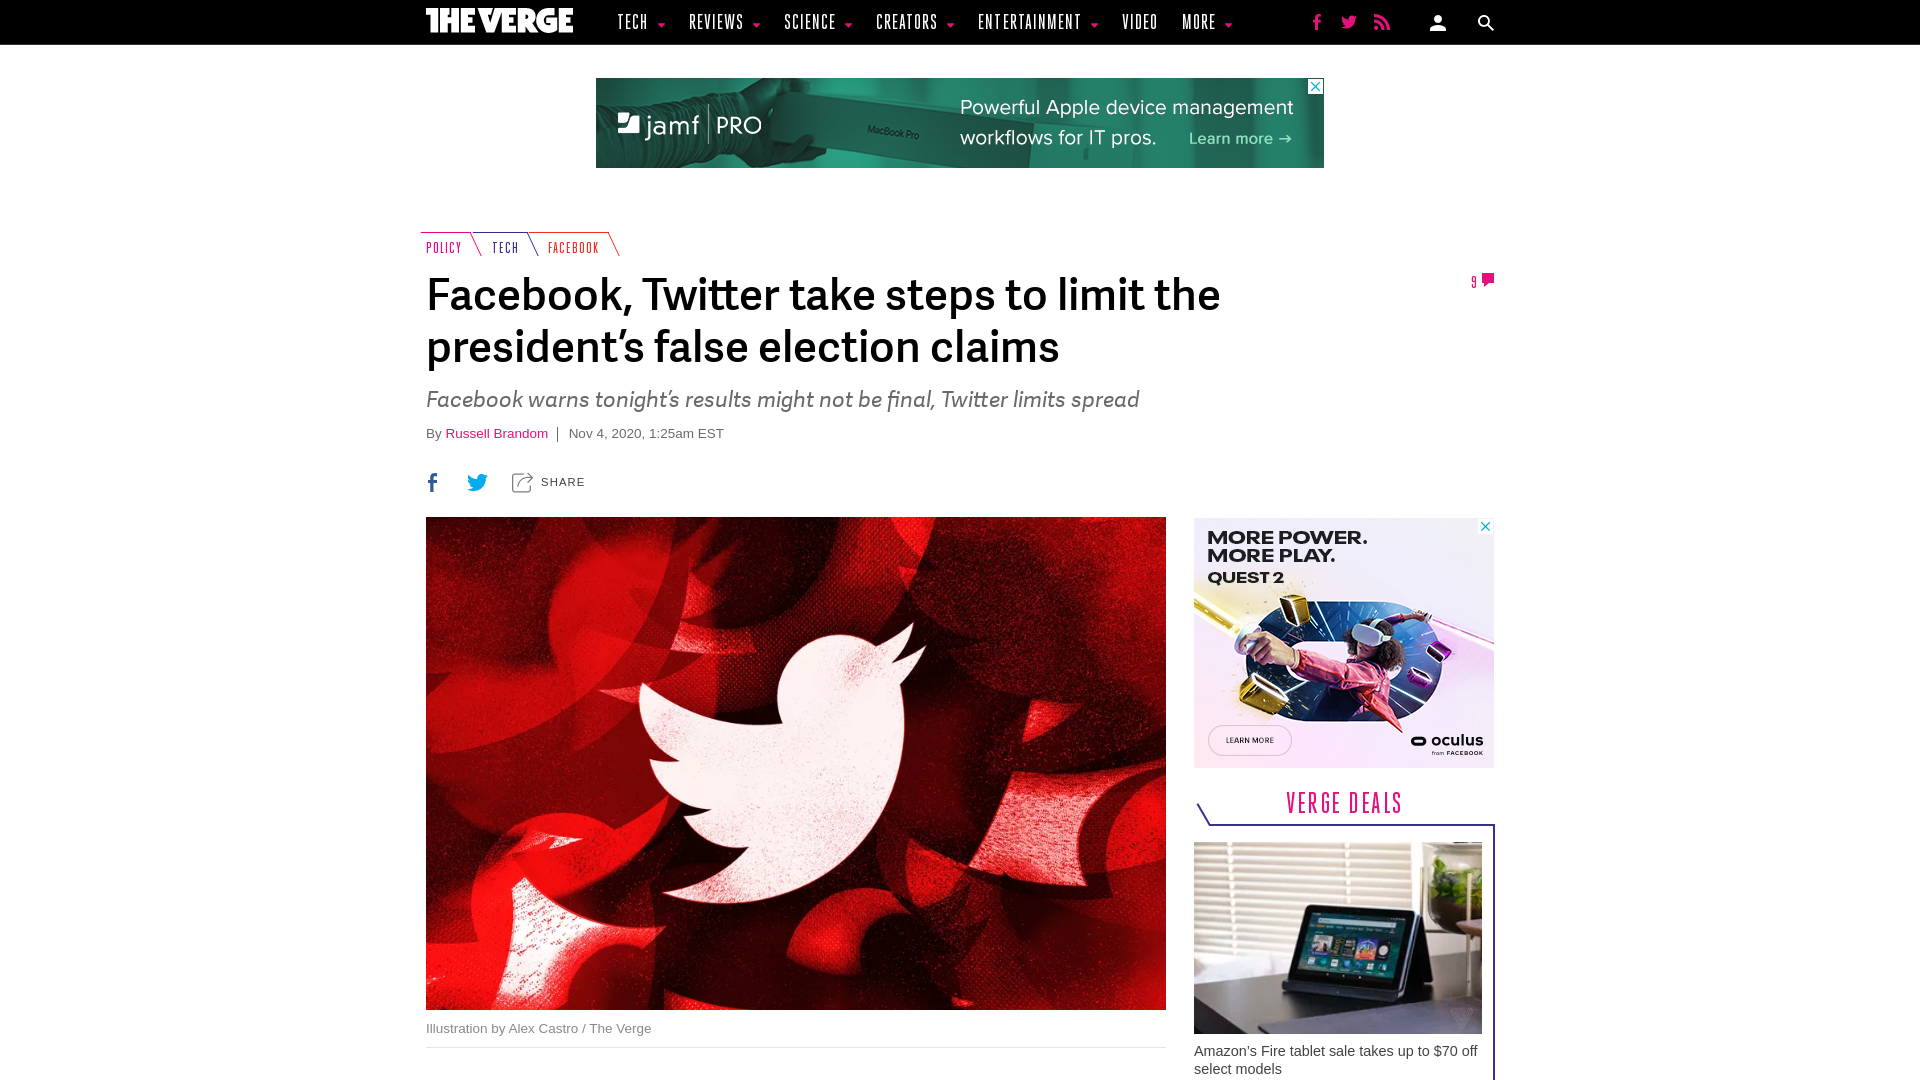 THE VERGE
TECH REVIEWS SCIENCE CREATORS ENTERTAINMENT VIDEO MORE
jamf PRO
MacBook Pro
Powerful Apple device management
workflows for IT pros. Learn more →
POLICY TECH FACEBOOK
Facebook, Twitter take steps to limit the
president’s false election claims
9
Facebook warns tonight’s results might not be final, Twitter limits spread
By Russell Brandom | Nov 4, 2020, 1:25am EST
SHARE
MORE POWER.
MORE PLAY.
QUEST 2
LEARN MORE
oculus
from FACEBOOK
VERGE DEALS
Illustration by Alex Castro / The Verge
Amazon’s Fire tablet sale takes up to $70 off
select models